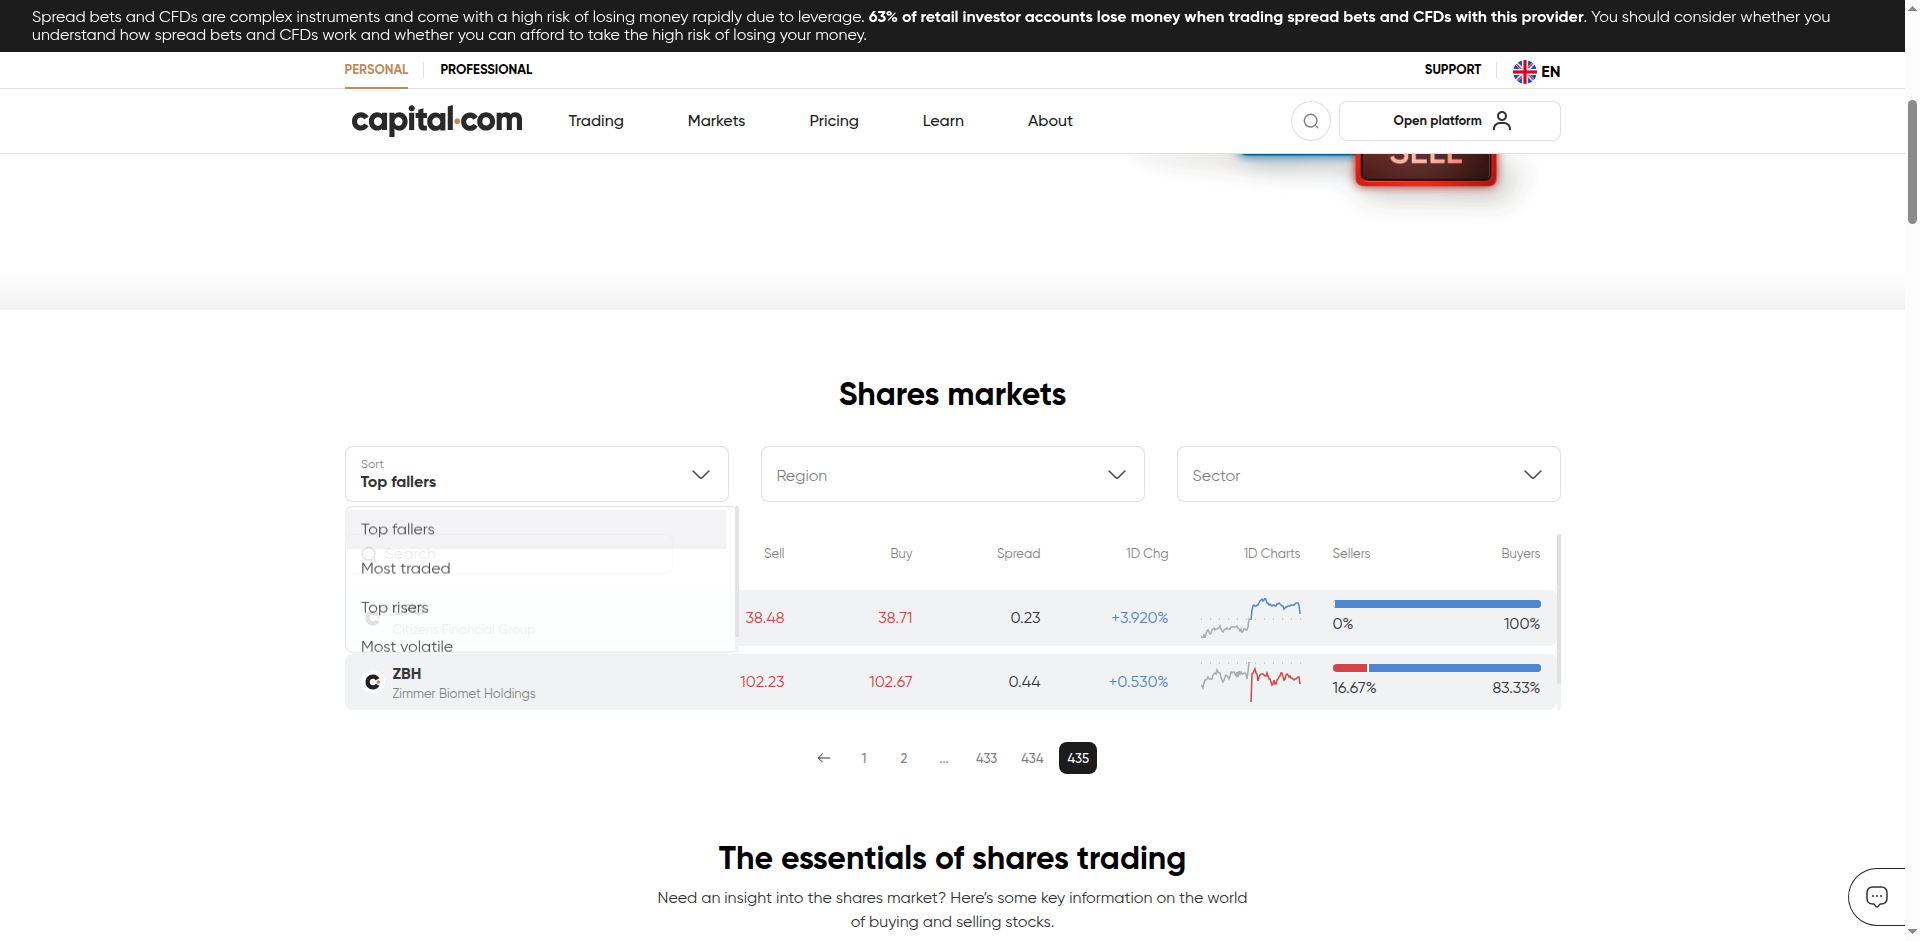 Spread bets and CFDs are complex instruments and come with a high risk of losing money rapidly due to leverage. 63% of retail investor accounts lose money when trading spread bets and CFDs with this provider. You should consider whether you
understand how spread bets and CFDs work and whether you can afford to take the high risk of losing your money.
PERSONAL PROFESSIONAL SUPPORT EN
capital.com Trading Markets Pricing Learn About Open platform
SELL
Shares markets
Sort
Top fallers
Region
Sector
Top fallers
Search
Most traded
Top risers
Citizens Financial Group
Most volatile
Sell Buy Spread 1D Chg 1D Charts Sellers Buyers
38.48 38.71 0.23 +3.920% 0% 100%
ZBH
Zimmer Biomet Holdings
102.23 102.67 0.44 +0.530% 16.67% 83.33%
1 2 ... 433 434 435
The essentials of shares trading
Need an insight into the shares market? Here's some key information on the world
of buying and selling stocks.